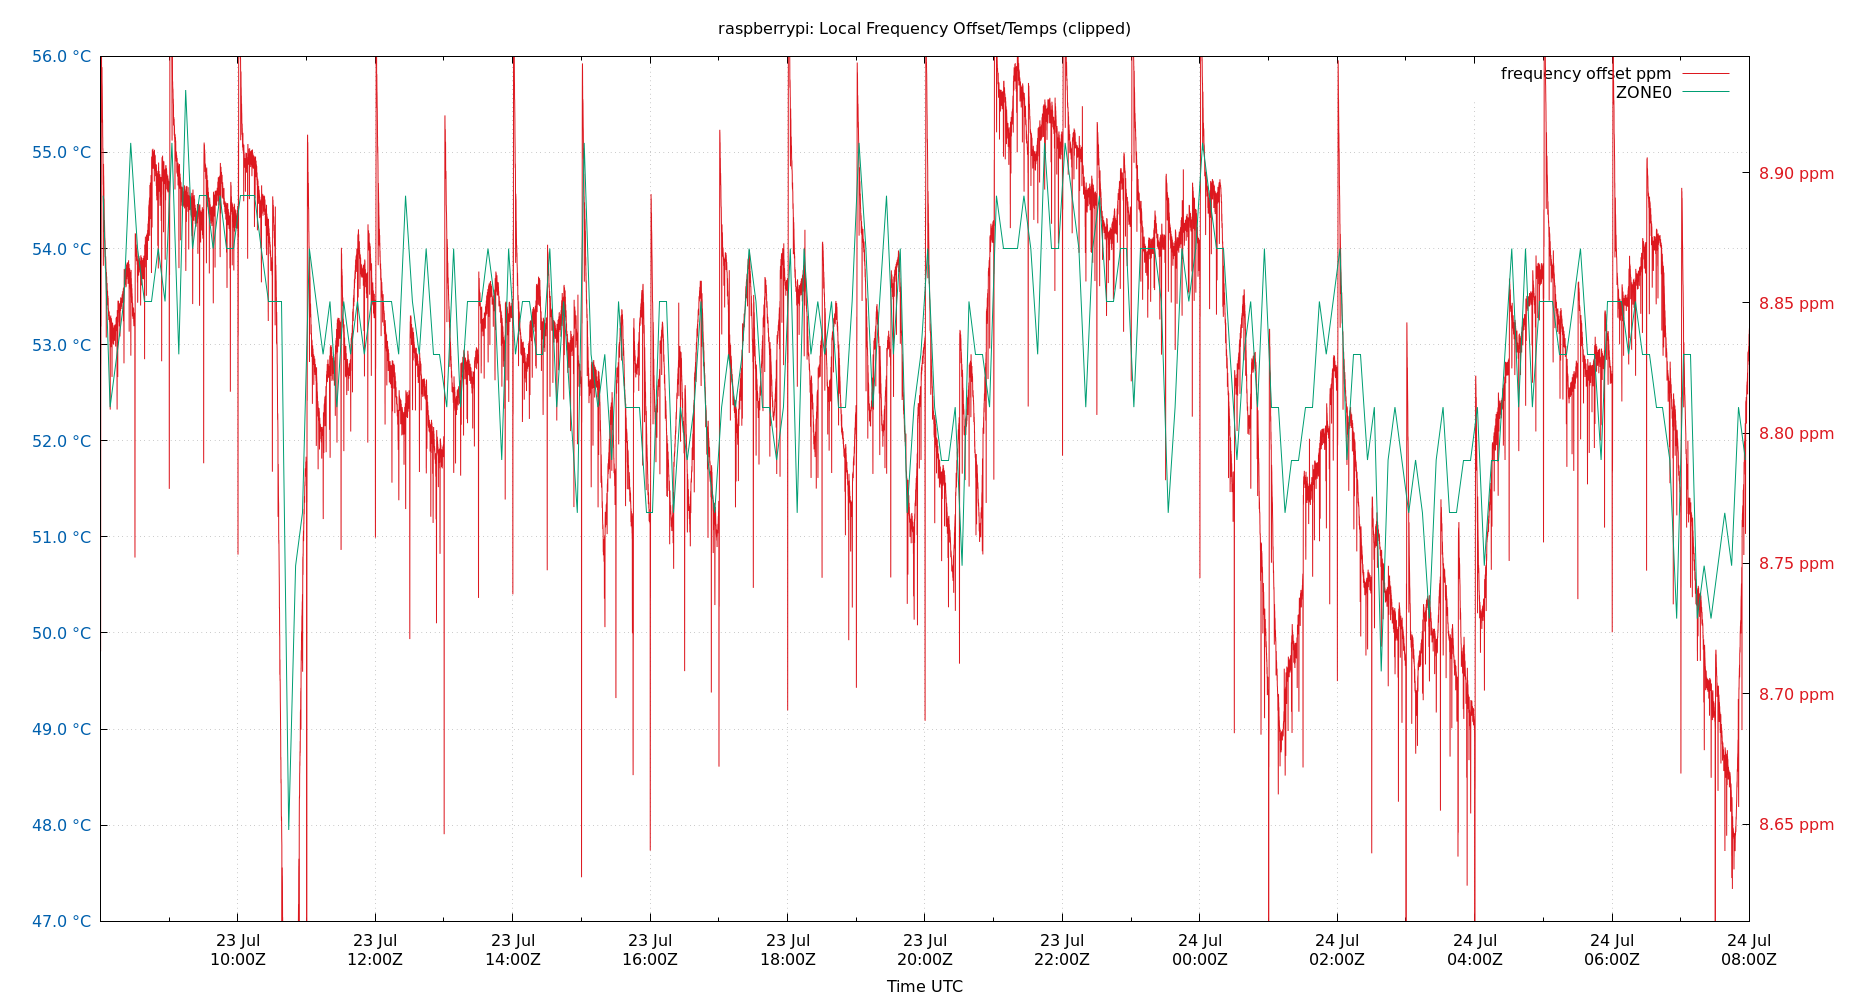 raspberrypi: Local Frequency Offset/Temps (clipped)
56.0 °C
55.0 °C
54.0 °C
53.0 °C
52.0 °C
51.0 °C
50.0 °C
49.0 °C
48.0 °C
47.0 °C
frequency offset ppm
ZONE0
8.90 ppm
8.85 ppm
8.80 ppm
8.75 ppm
8.70 ppm
8.65 ppm
23 Jul 23 Jul 23 Jul 23 Jul 23 Jul 23 Jul 23 Jul 24 Jul 24 Jul 24 Jul 24 Jul 24 Jul
10:00Z 12:00Z 14:00Z 16:00Z 18:00Z 20:00Z 22:00Z 00:00Z 02:00Z 04:00Z 06:00Z 08:00Z
Time UTC